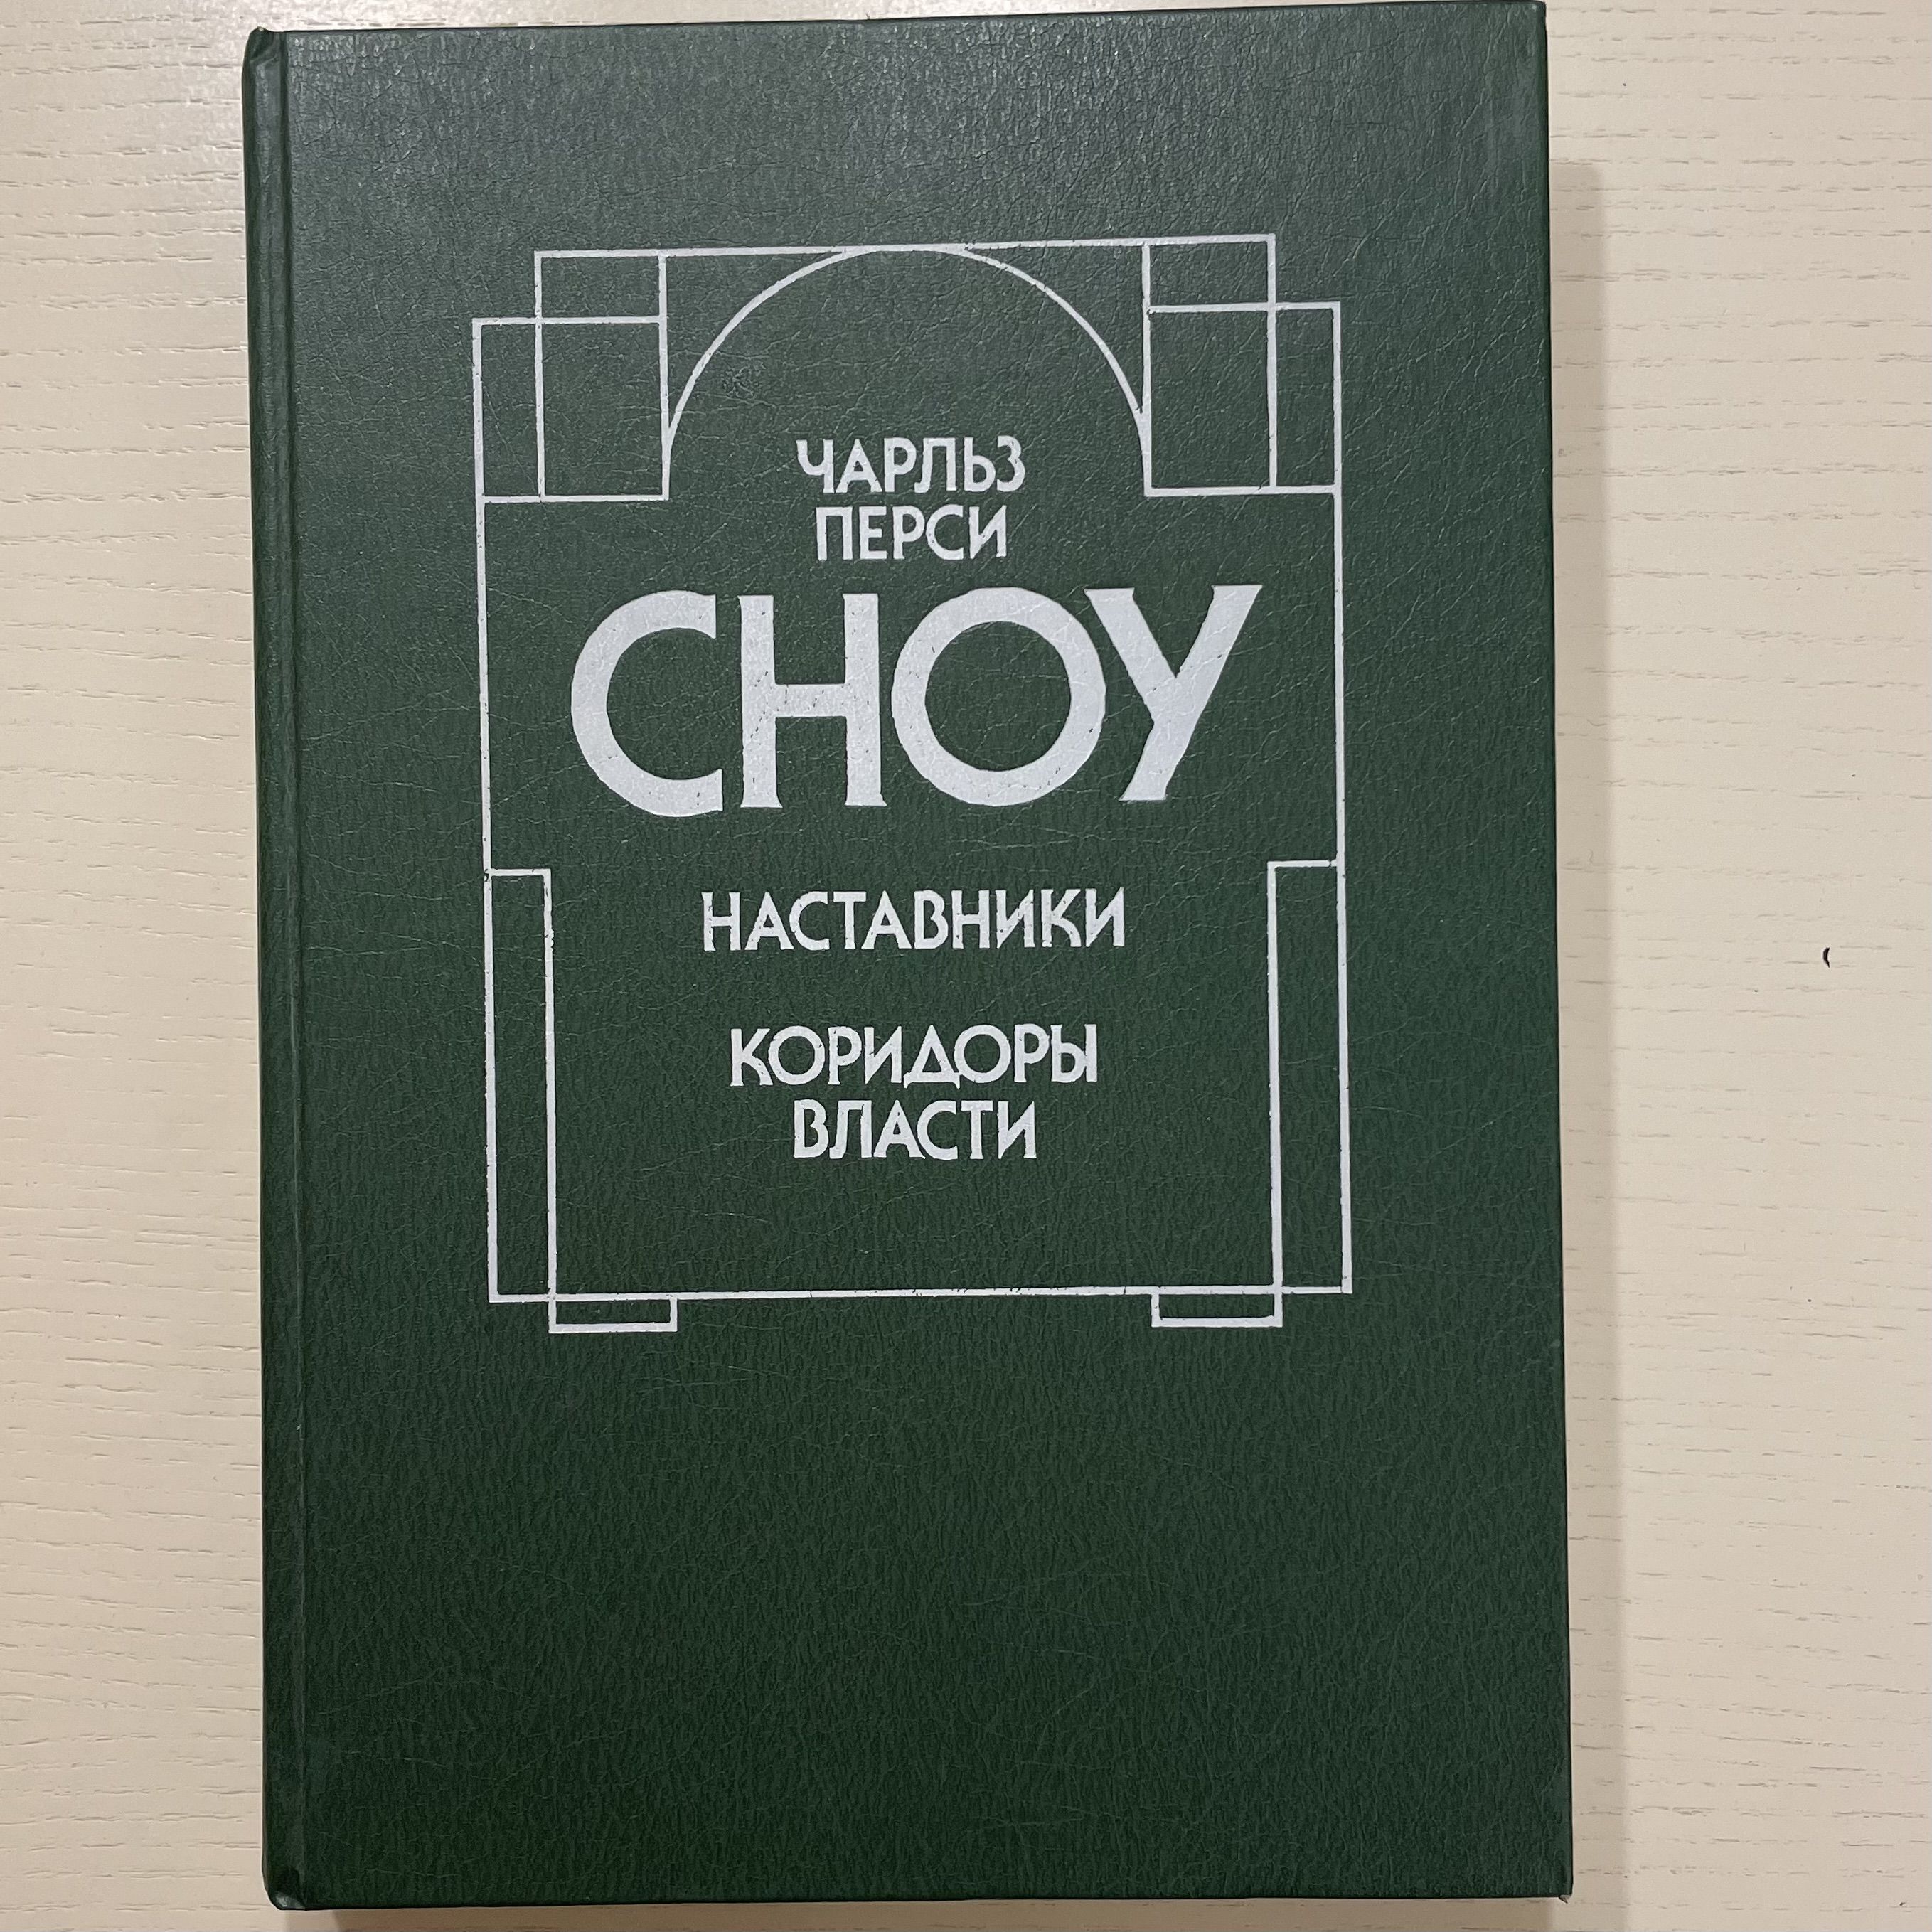 ЧАРЛЬЗ
ПЕРСИ
СНОУ
НАСТАВНИКИ
КОРИДОРЫ
ВЛАСТИ